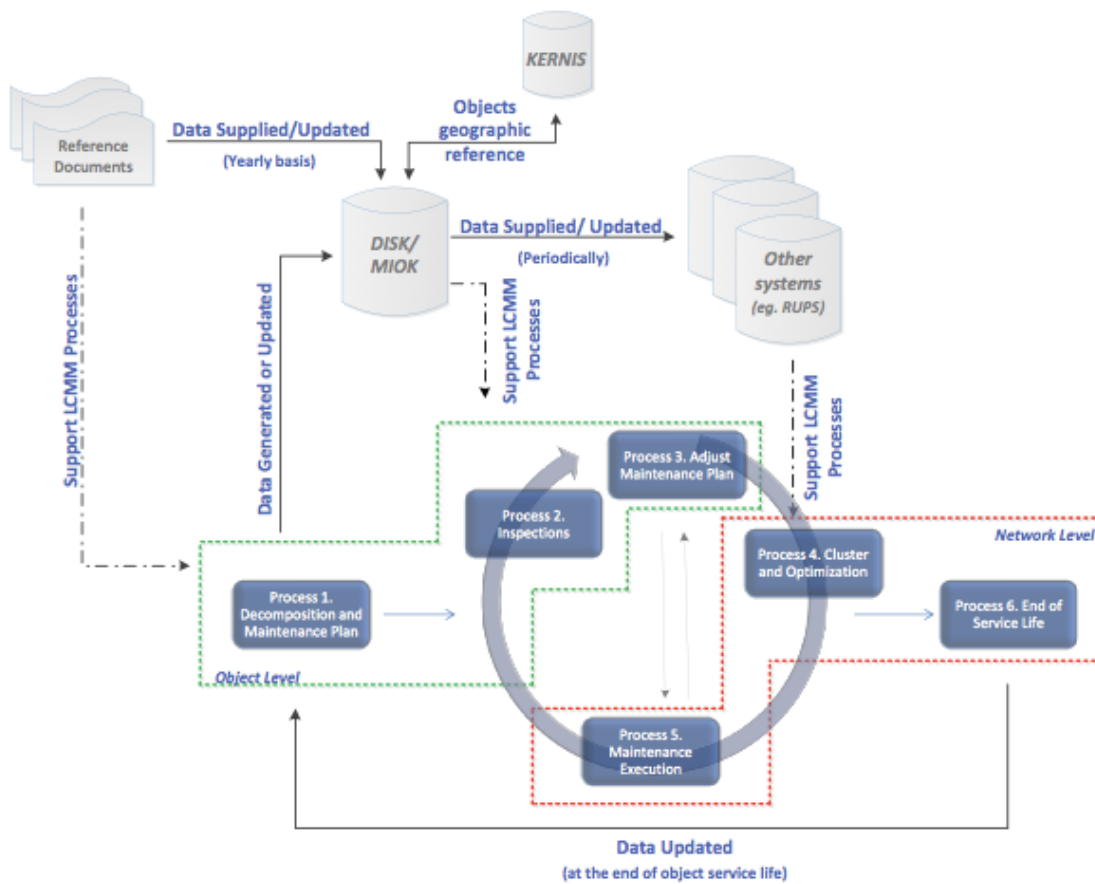 KERNIS
Objects
geographic
reference
Data Supplied/Updated
(Yearly basis)
Reference
Documents
DISK/
MIOK
Data Supplied/ Updated
(Periodically)
Other
systems
(eg. RUPS)
Support LCMM Processes
Data Generated or Updated
Support LCMM
Processes
Support LCMM
Processes
Process 3. Adjust
Maintenance Plan
Process 2.
Inspections
Network Level
Process 4. Cluster
and Optimization
Process 1.
Decomposition and
Maintenance Plan
Process 6. End of
Service Life
Object Level
Process 5.
Maintenance
Execution
Data Updated
(at the end of object service life)